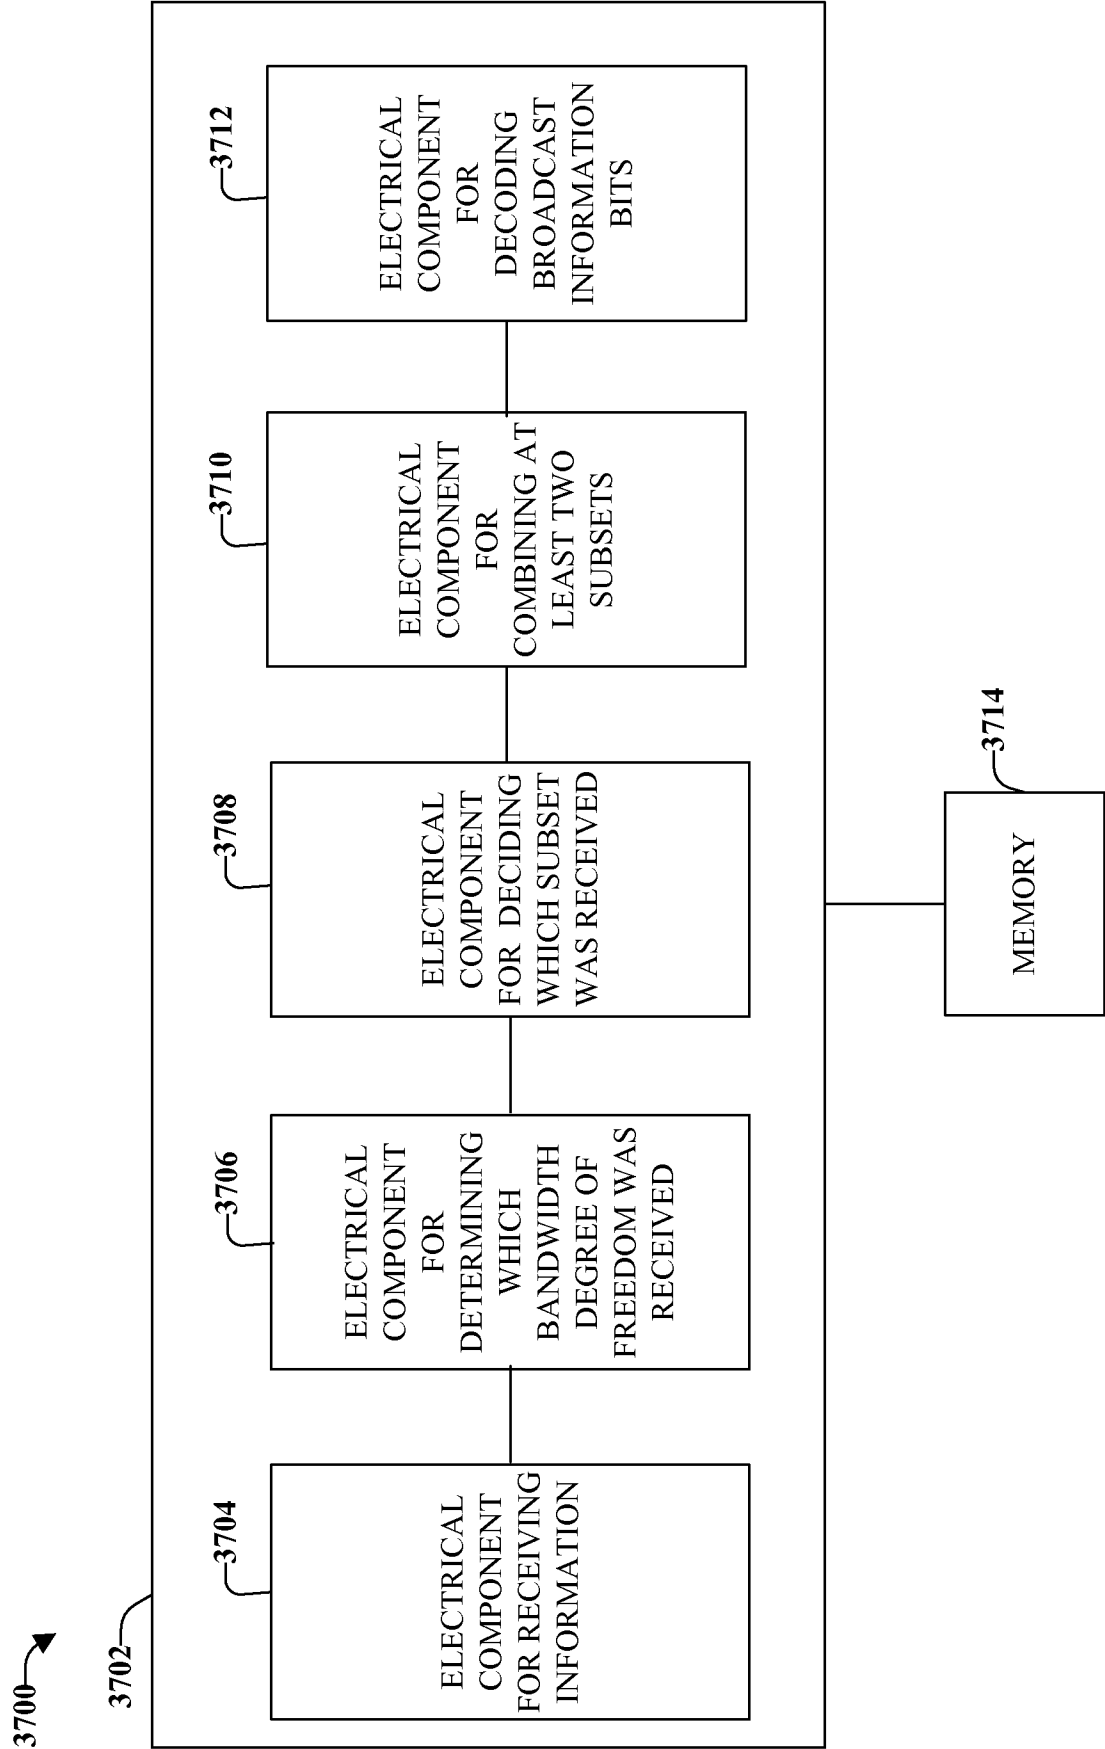 3700
3702
3704
ELECTRICAL
COMPONENT
FOR RECEIVING
INFORMATION
3706
ELECTRICAL
COMPONENT
FOR
DETERMINING
WHICH
BANDWIDTH
DEGREE OF
FREEDOM WAS
RECEIVED
3708
ELECTRICAL
COMPONENT
FOR DECIDING
WHICH SUBSET
WAS RECEIVED
3710
ELECTRICAL
COMPONENT
FOR
COMBINING AT
LEAST TWO
SUBSETS
3712
ELECTRICAL
COMPONENT
FOR
DECODING
BROADCAST
INFORMATION
BITS
3714
MEMORY